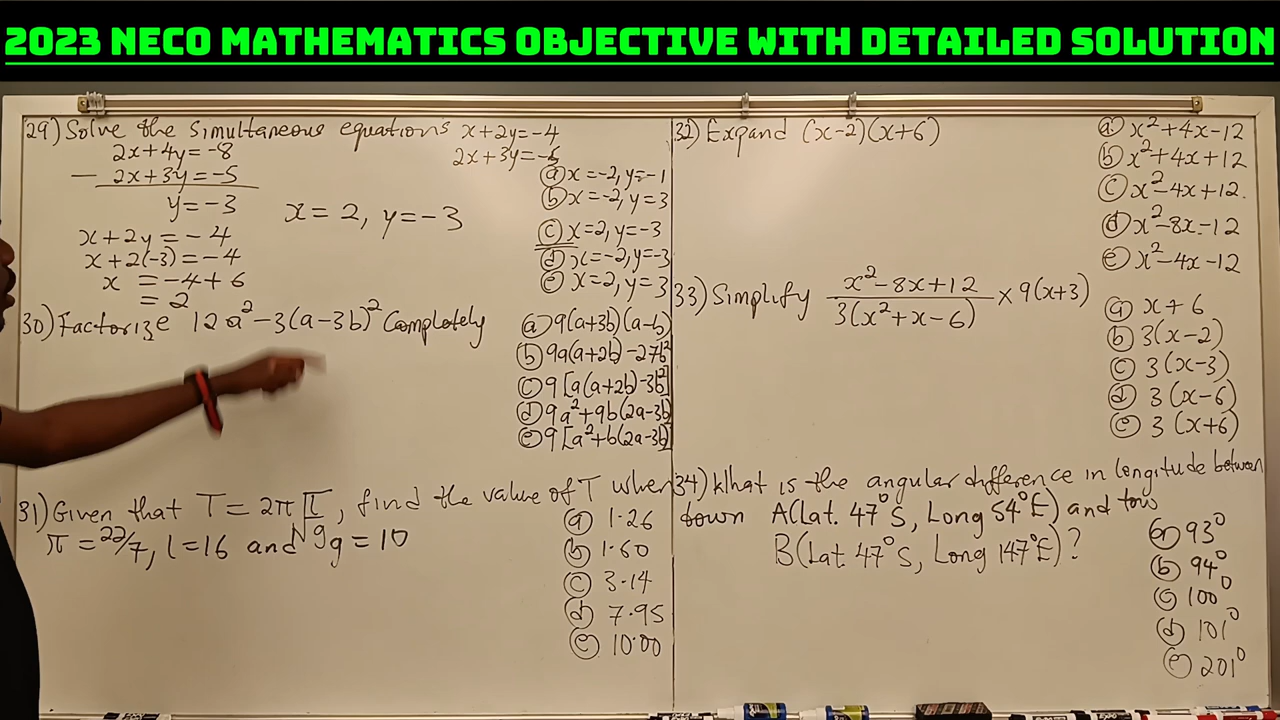 2023 NECO MATHEMATICS OBJECTIVE WITH DETAILED SOLUTION
29) Solve the simultaneous equations x+2y=-4
2x+3y=-5
2x+4y=-8
- 2x+3y=-5
y=-3
x=2, y=-3
x+2y=-4
x+2(-3)=-4
x =-4+6
=2
(a) x=-2, y=-1
(b) x=-2, y=3
(c) x=2, y=-3
(d) x=-2, y=-3
(e) x=2, y=3
30) Factorize 12a²-3(a-3b)² Completely
(a) 9(a+3b)(a-b)
(b) 9a(a+2b)-27b²
(c) 9[a(a+2b)-3b²]
(d) 9a²+9b(2a-3b)
(e) 9[a²+b(2a-3b)]
31) Given that T=2π√l/g, find the value of T when
π=22/7, l=16 and g=10
(a) 1.26
(b) 1.60
(c) 3.14
(d) 7.95
(e) 10.00
32) Expand (x-2)(x+6)
(a) x²+4x-12
(b) x²+4x+12
(c) x²-4x+12.
(d) x²-8x-12
(e) x²-4x-12
33) Simplify x²-8x+12/3(x²+x-6) × 9(x+3)
(a) x+6
(b) 3(x-2)
(c) 3(x-3)
(d) 3(x-6)
(e) 3(x+6)
34) What is the angular difference in longitude between
town A(Lat. 47°S, Long 54°E) and tow
B(Lat. 47°S, Long 147°E)?
(a) 93°
(b) 94°
(c) 100°
(d) 101°
(e) 201°